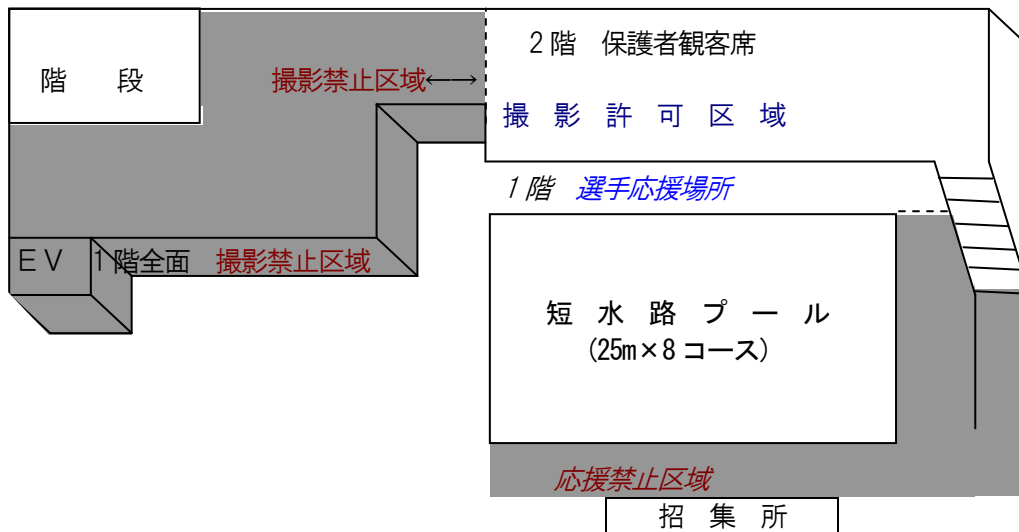 ２階　保護者観客席
階　　段
撮影禁止区域←→
撮　影　許　可　区　域
１階　選手応援場所
ＥＶ　１階全面　撮影禁止区域
短　水　路　プ　ー　ル
(25m×8コース)
応援禁止区域
招　集　所